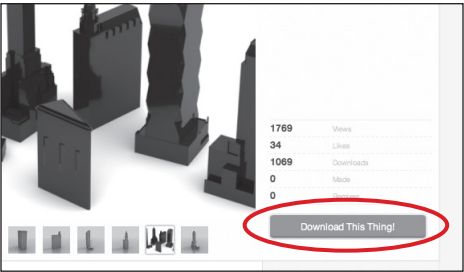 1769 Views
34 Likes
1069 Downloads
0 Made
0 Remixes
Download This Thing!